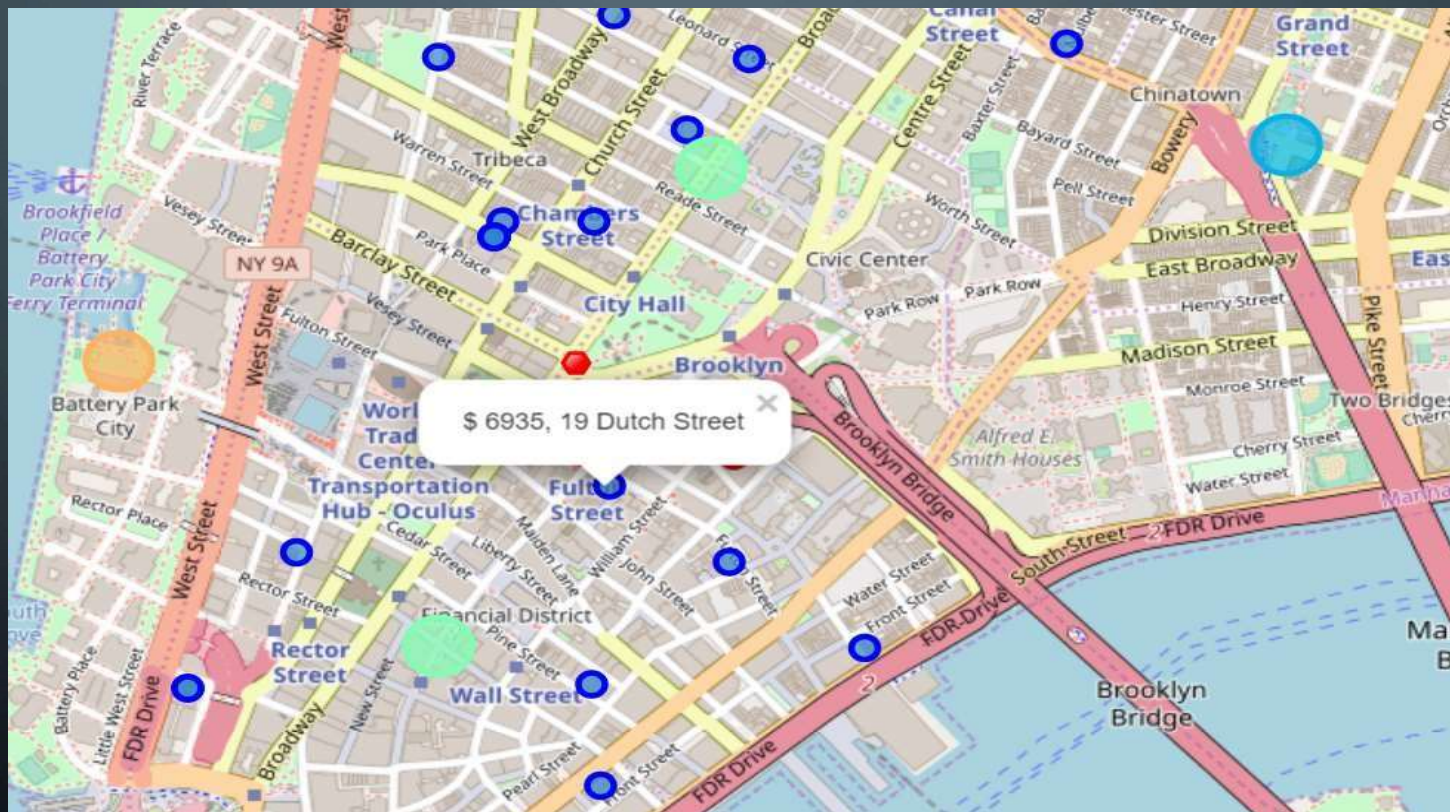 West
River Terrace
West Broadway
Church Street
Leonard Street
Canal
Street
Centre Street
Baxter Street
Grand
Street
Chinatown
Bayard Street
Bowery
Pell Street
Warren Street
Tribeca
Reade Street
Worth Street
Brookfield
Place /
Battery
Park City
Ferry Terminal
Vesey Street
NY 9A
Barclay Street
Park Place
Chambers
Street
Civic Center
Division Street
East Broadway
Park Row
Park Row
Henry Street
City Hall
Vesey Street
Fulton Street
West Street
Madison Street
Pike Street
Monroe Street
Brooklyn
Battery Park
City
$ 6935, 19 Dutch Street
Two Bridges
Cherry Street
Water Street
Alfred E.
Smith Houses
Brooklyn Bridge
Trade
Center
Transportation
Hub - Oculus
Fulton
Street
Rector Place
West Street
Cedar Street
Liberty Street
Maiden Lane
William Street
John Street
South Street
2
FDR Drive
Water Street
Front Street
FDR Drive
Rector Street
Financial District
Pine Street
Rector
Street
Wall Street
New Street
Battery Place
Little West Street
FDR Drive
Broadway
Pearl Street
Front Street
FDR Drive
2
Brooklyn
Bridge